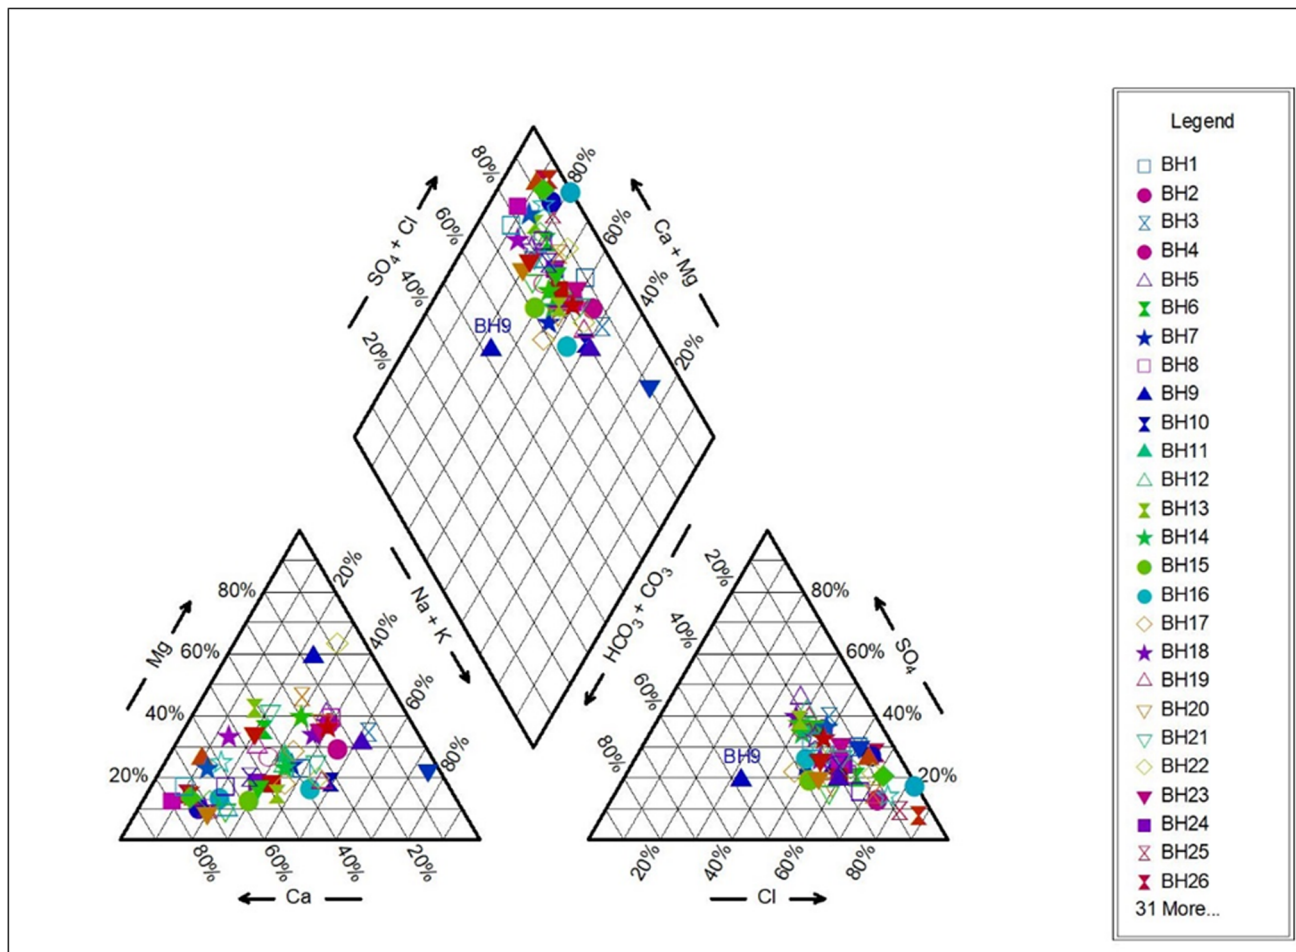 Legend
BH1
BH2
BH3
BH4
BH5
BH6
BH7
BH8
BH9
BH10
BH11
BH12
BH13
BH14
BH15
BH16
BH17
BH18
BH19
BH20
BH21
BH22
BH23
BH24
BH25
BH26
31 More...
80%
80%
60%
60%
SO4 + Cl
Ca + Mg
40%
40%
BH9
20%
20%
Na + K
HCO3 + CO3
20%
80%
40%
60%
60%
40%
80%
20%
Mg
Ca
80%
60%
40%
20%
20%
40%
60%
80%
80%
60%
40%
20%
SO4
BH9
20%
40%
60%
80%
Cl